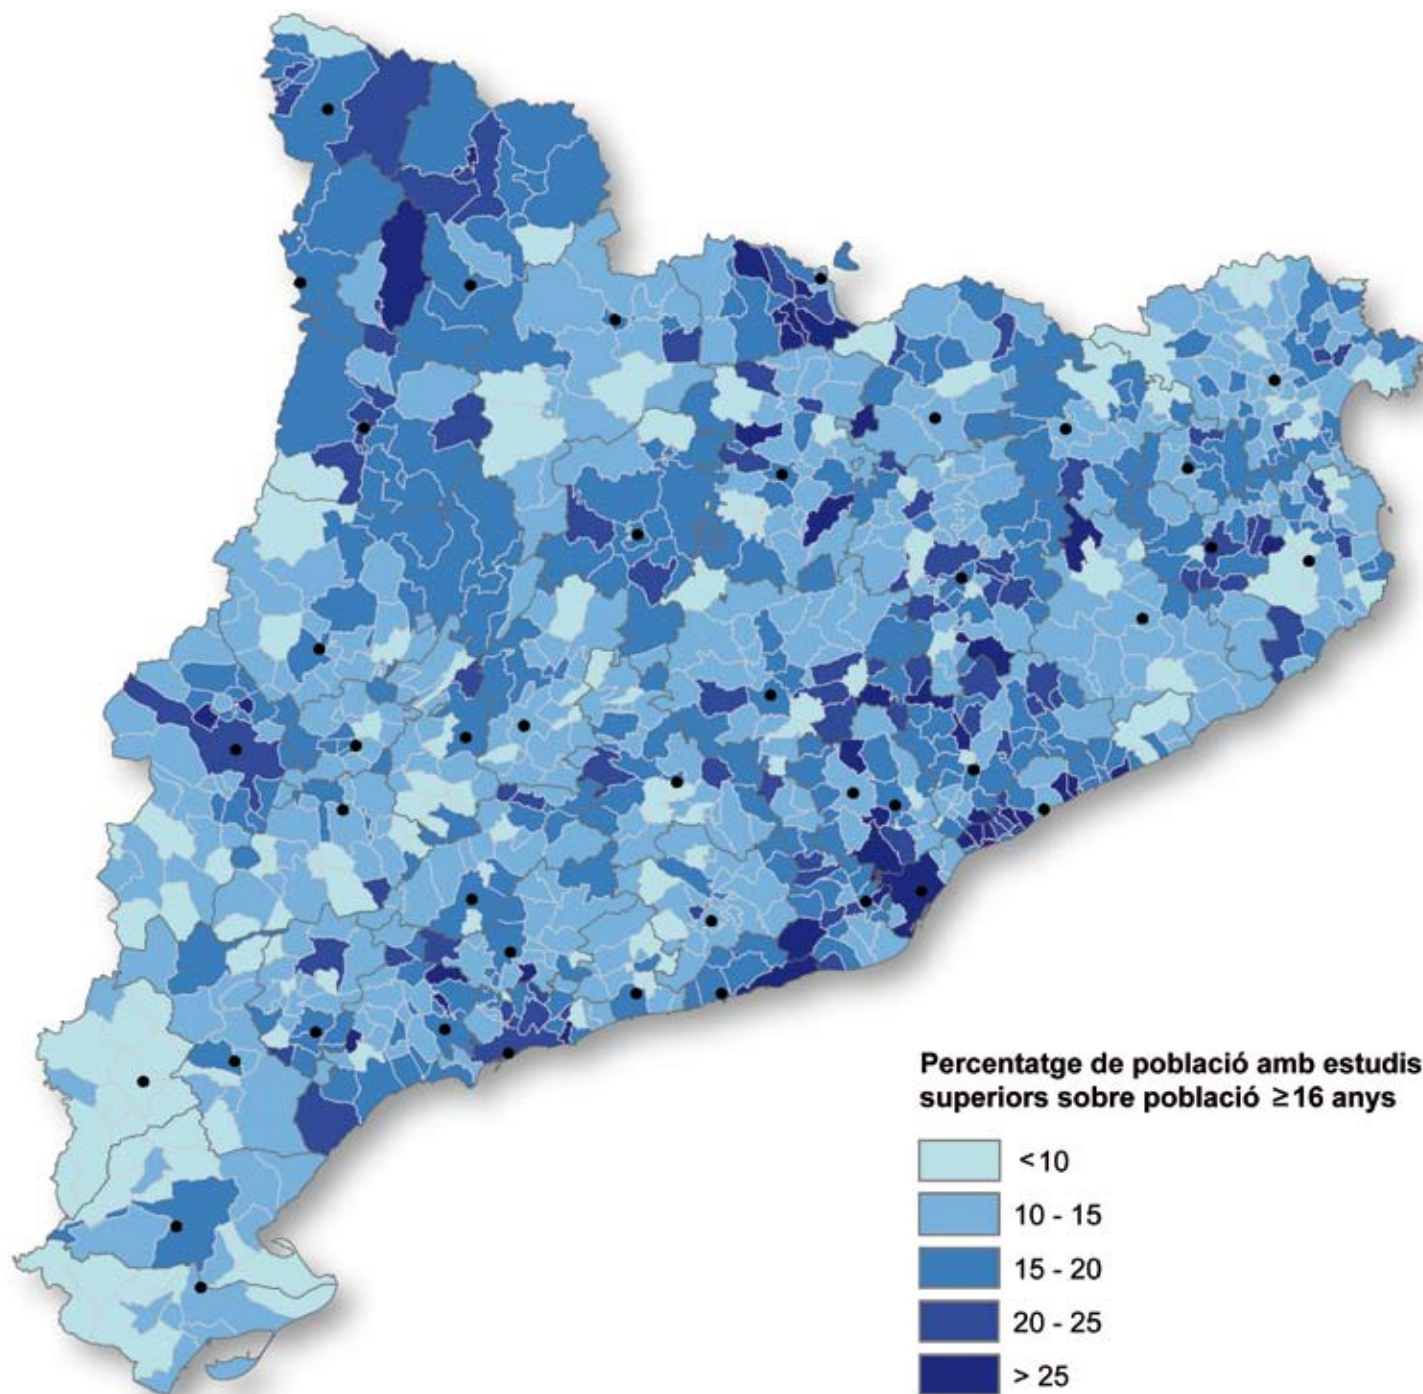 Percentatge de població amb estudis
superiors sobre població ≥16 anys
<10
10 - 15
15 - 20
20 - 25
> 25